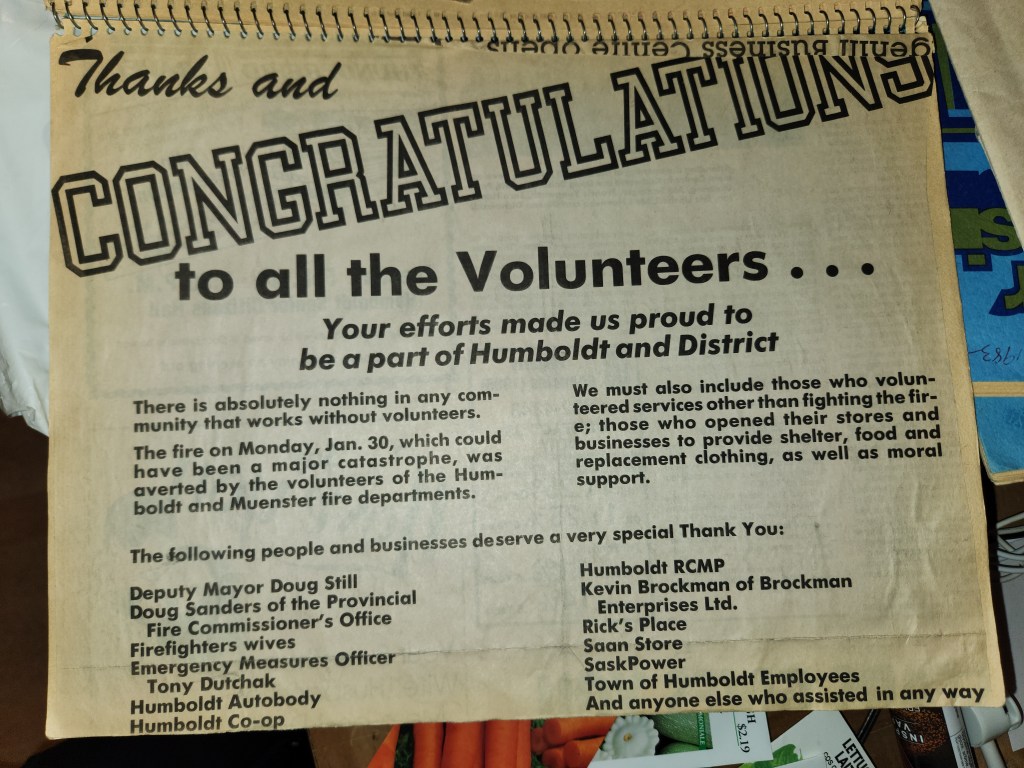 Thanks and
CONGRATULATIONS
to all the Volunteers . . .
Your efforts made us proud to
be a part of Humboldt and District
There is absolutely nothing in any com-
munity that works without volunteers.
The fire on Monday, Jan. 30, which could
have been a major catastrophe, was
averted by the volunteers of the Hum-
boldt and Muenster fire departments.
We must also include those who volun-
teered services other than fighting the fir-
e; those who opened their stores and
businesses to provide shelter, food and
replacement clothing, as well as moral
support.
The following people and businesses deserve a very special Thank You:
Deputy Mayor Doug Still
Doug Sanders of the Provincial
Fire Commissioner's Office
Firefighters wives
Emergency Measures Officer
Tony Dutchak
Humboldt Autobody
Humboldt Co-op
Humboldt RCMP
Kevin Brockman of Brockman
Enterprises Ltd.
Rick's Place
Saan Store
SaskPower
Town of Humboldt Employees
And anyone else who assisted in any way
1983
$2.19